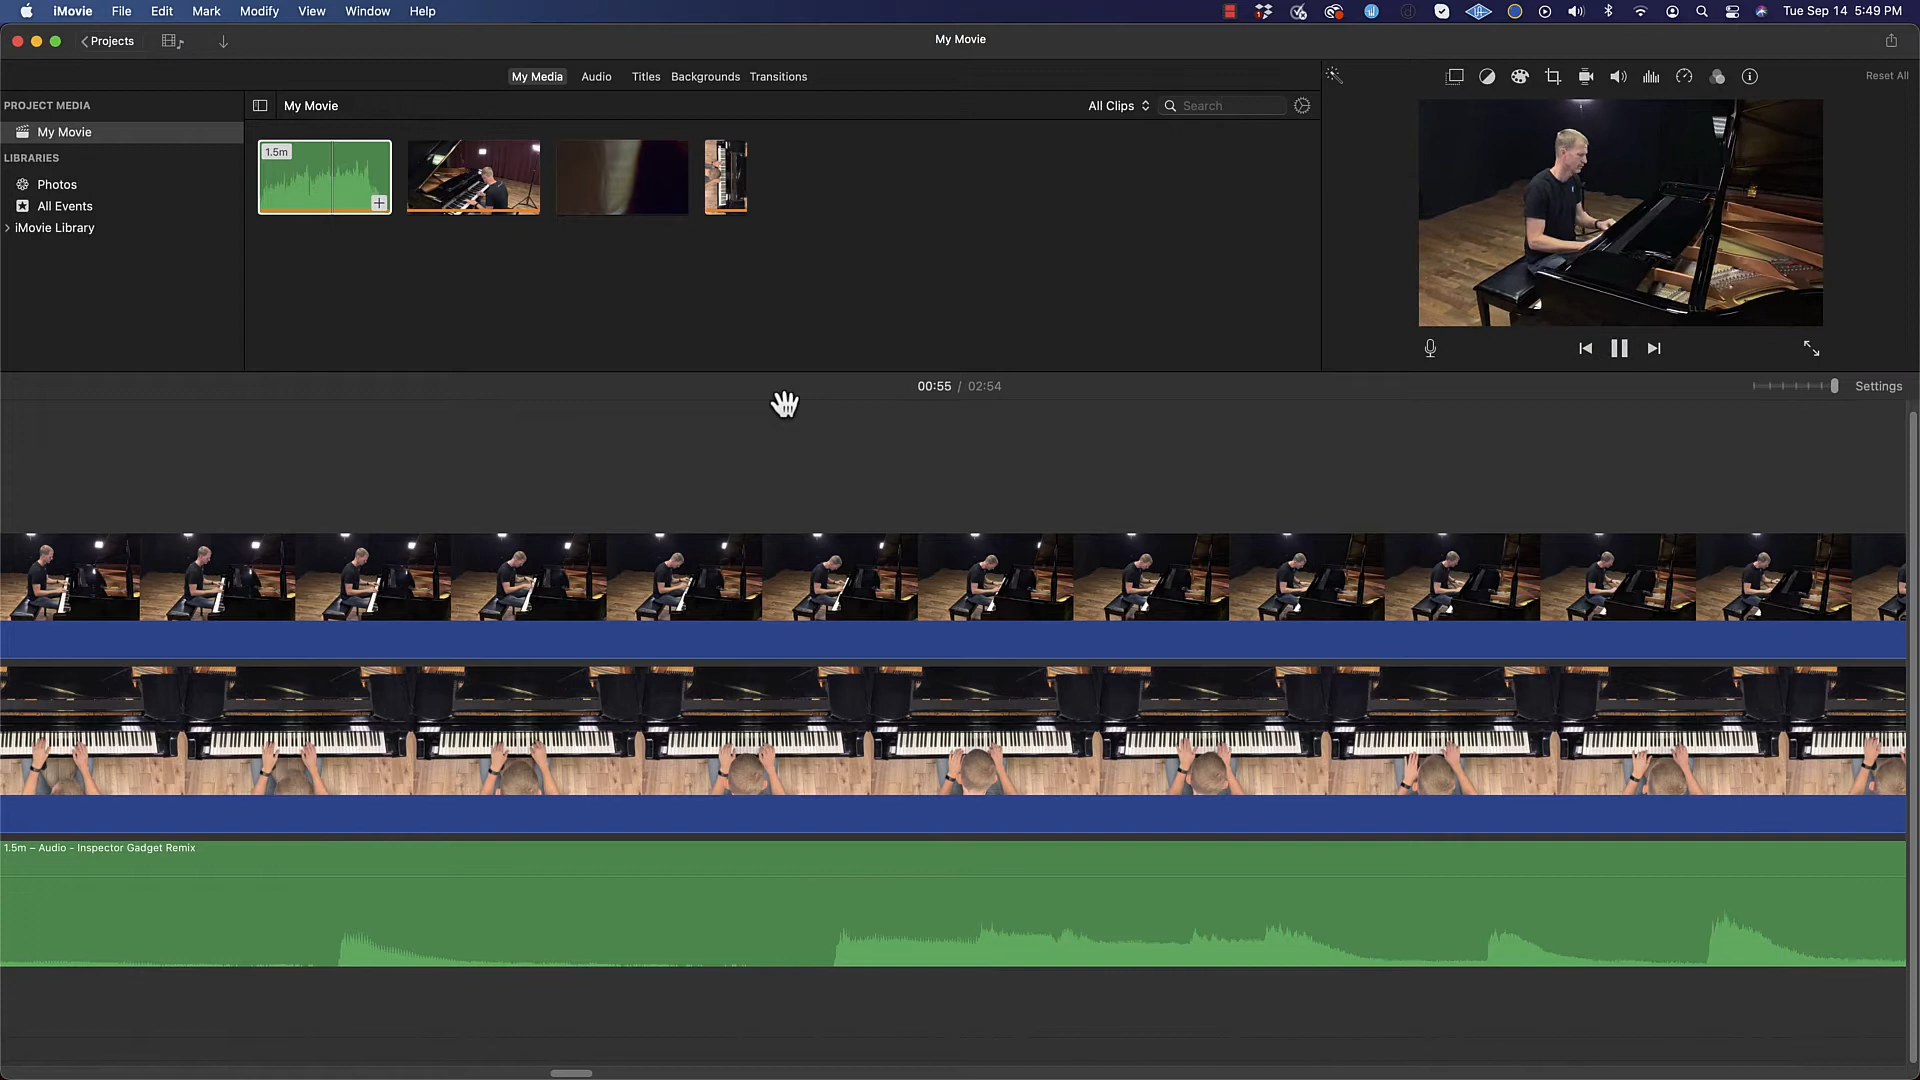 iMovie File Edit Mark Modify View Window Help
Tue Sep 14 5:49 PM
Projects
My Movie
My Media Audio Titles Backgrounds Transitions
Reset All
PROJECT MEDIA
My Movie
LIBRARIES
Photos
All Events
iMovie Library
My Movie
All Clips
Search
1.5m
00:55 / 02:54
Settings
1.5m – Audio - Inspector Gadget Remix